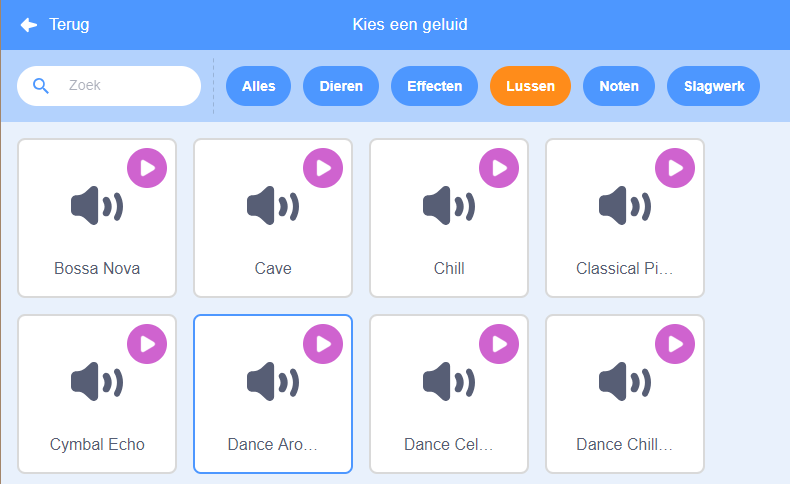 Terug
Kies een geluid
Zoek
Alles
Dieren
Effecten
Lussen
Noten
Slagwerk
Bossa Nova
Cave
Chill
Classical Pi...
Cymbal Echo
Dance Aro...
Dance Cel...
Dance Chill...